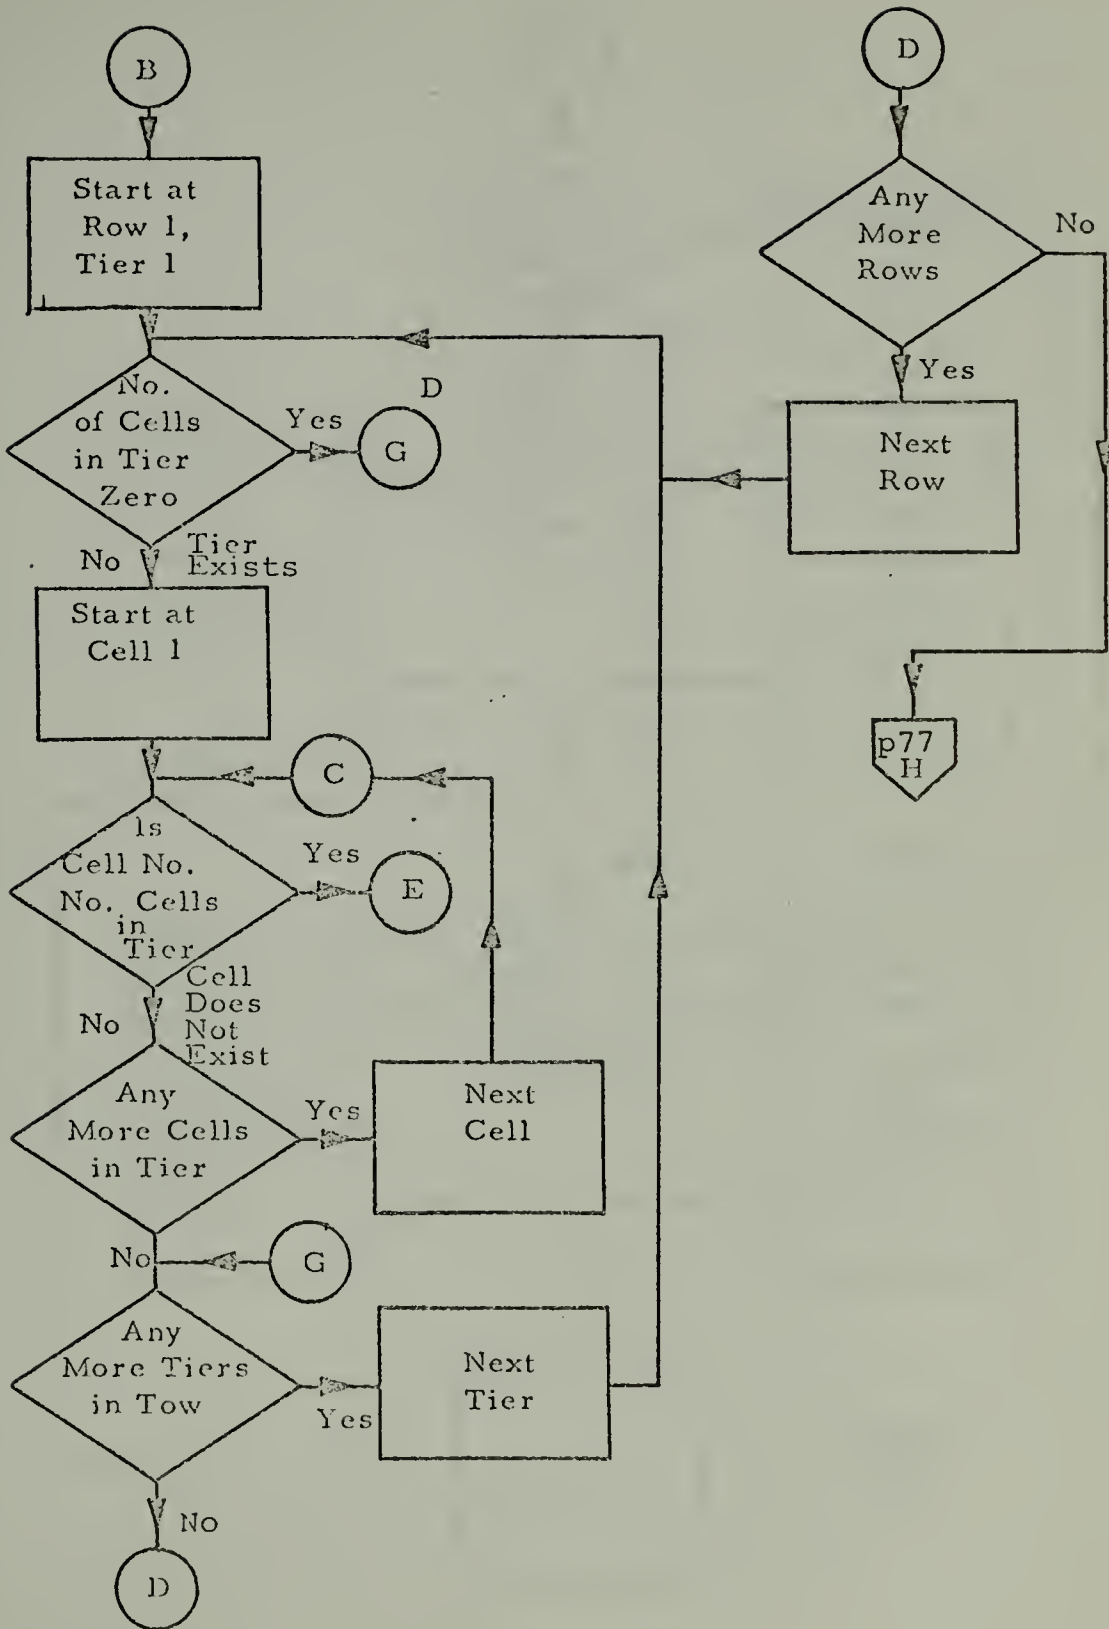 B
Start at
Row 1,
Tier 1
No.
of Cells
in Tier
Zero
Yes
D
G
No
Tier
Exists
Start at
Cell 1
C
Is
Cell No.
No. Cells
in
Tier
Yes
E
No
Cell
Does
Not
Exist
Any
More Cells
in Tier
Yes
Next
Cell
No
G
Any
More Tiers
in Tow
Yes
Next
Tier
No
D
D
Any
More
Rows
No
Yes
Next
Row
p77
H